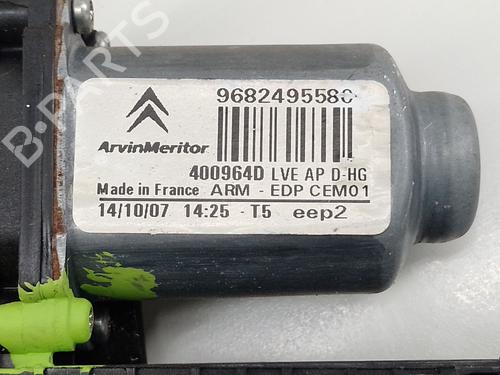 9682495580
ArvinMeritor
400964D LVE AP D-HG
Made in France ARM - EDP CEM01
14/10/07 14:25 - T5 eep2
B-PARTS